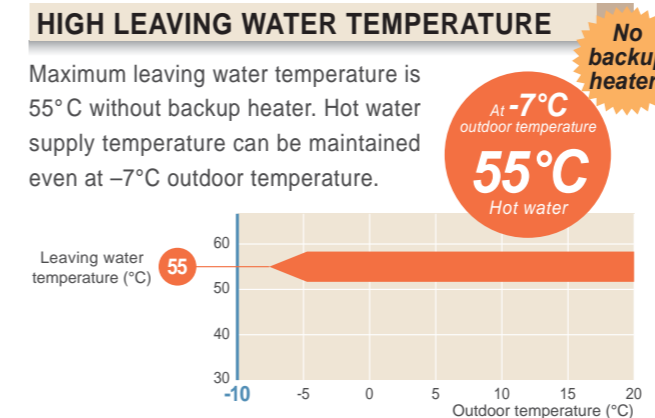 HIGH LEAVING WATER TEMPERATURE
No
backup
heater
Maximum leaving water temperature is
55° C without backup heater. Hot water
supply temperature can be maintained
even at –7°C outdoor temperature.
At -7°C
outdoor temperature
55°C
Hot water
Leaving water
temperature (°C)
55
60
50
40
30
-10
-5
0
5
10
15
20
Outdoor temperature (°C)